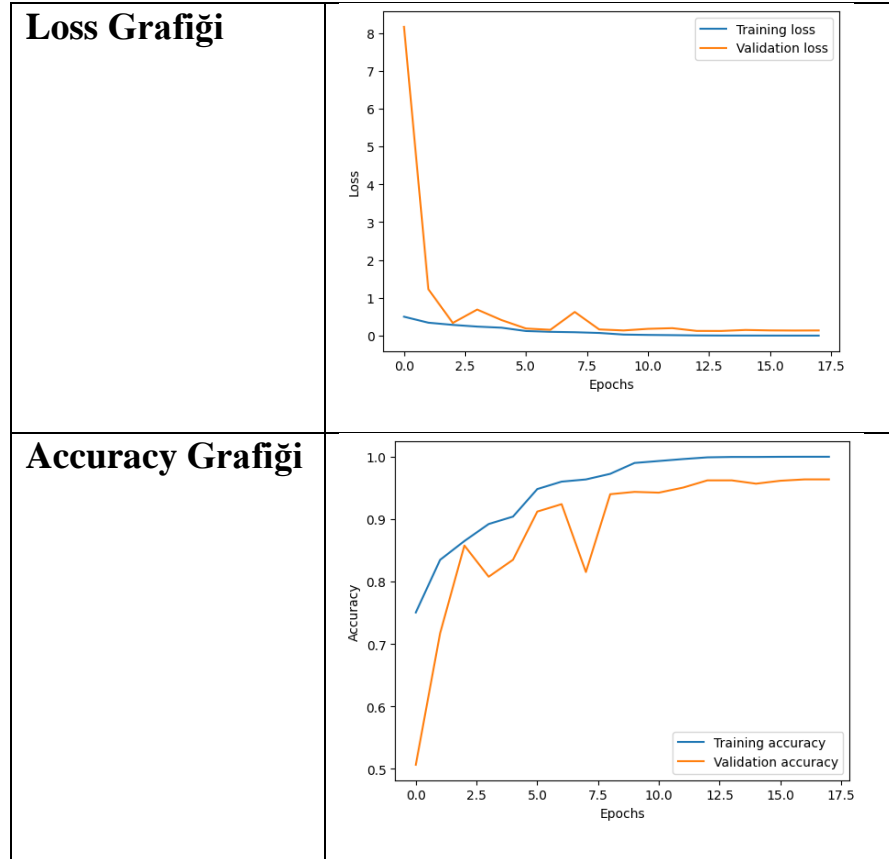 Loss Grafiği
Training loss
Validation loss
8
7
6
5
4
3
2
1
0
Loss
0.0 2.5 5.0 7.5 10.0 12.5 15.0 17.5
Epochs
Accuracy Grafiği
1.0
0.9
0.8
0.7
0.6
0.5
Accuracy
Training accuracy
Validation accuracy
0.0 2.5 5.0 7.5 10.0 12.5 15.0 17.5
Epochs